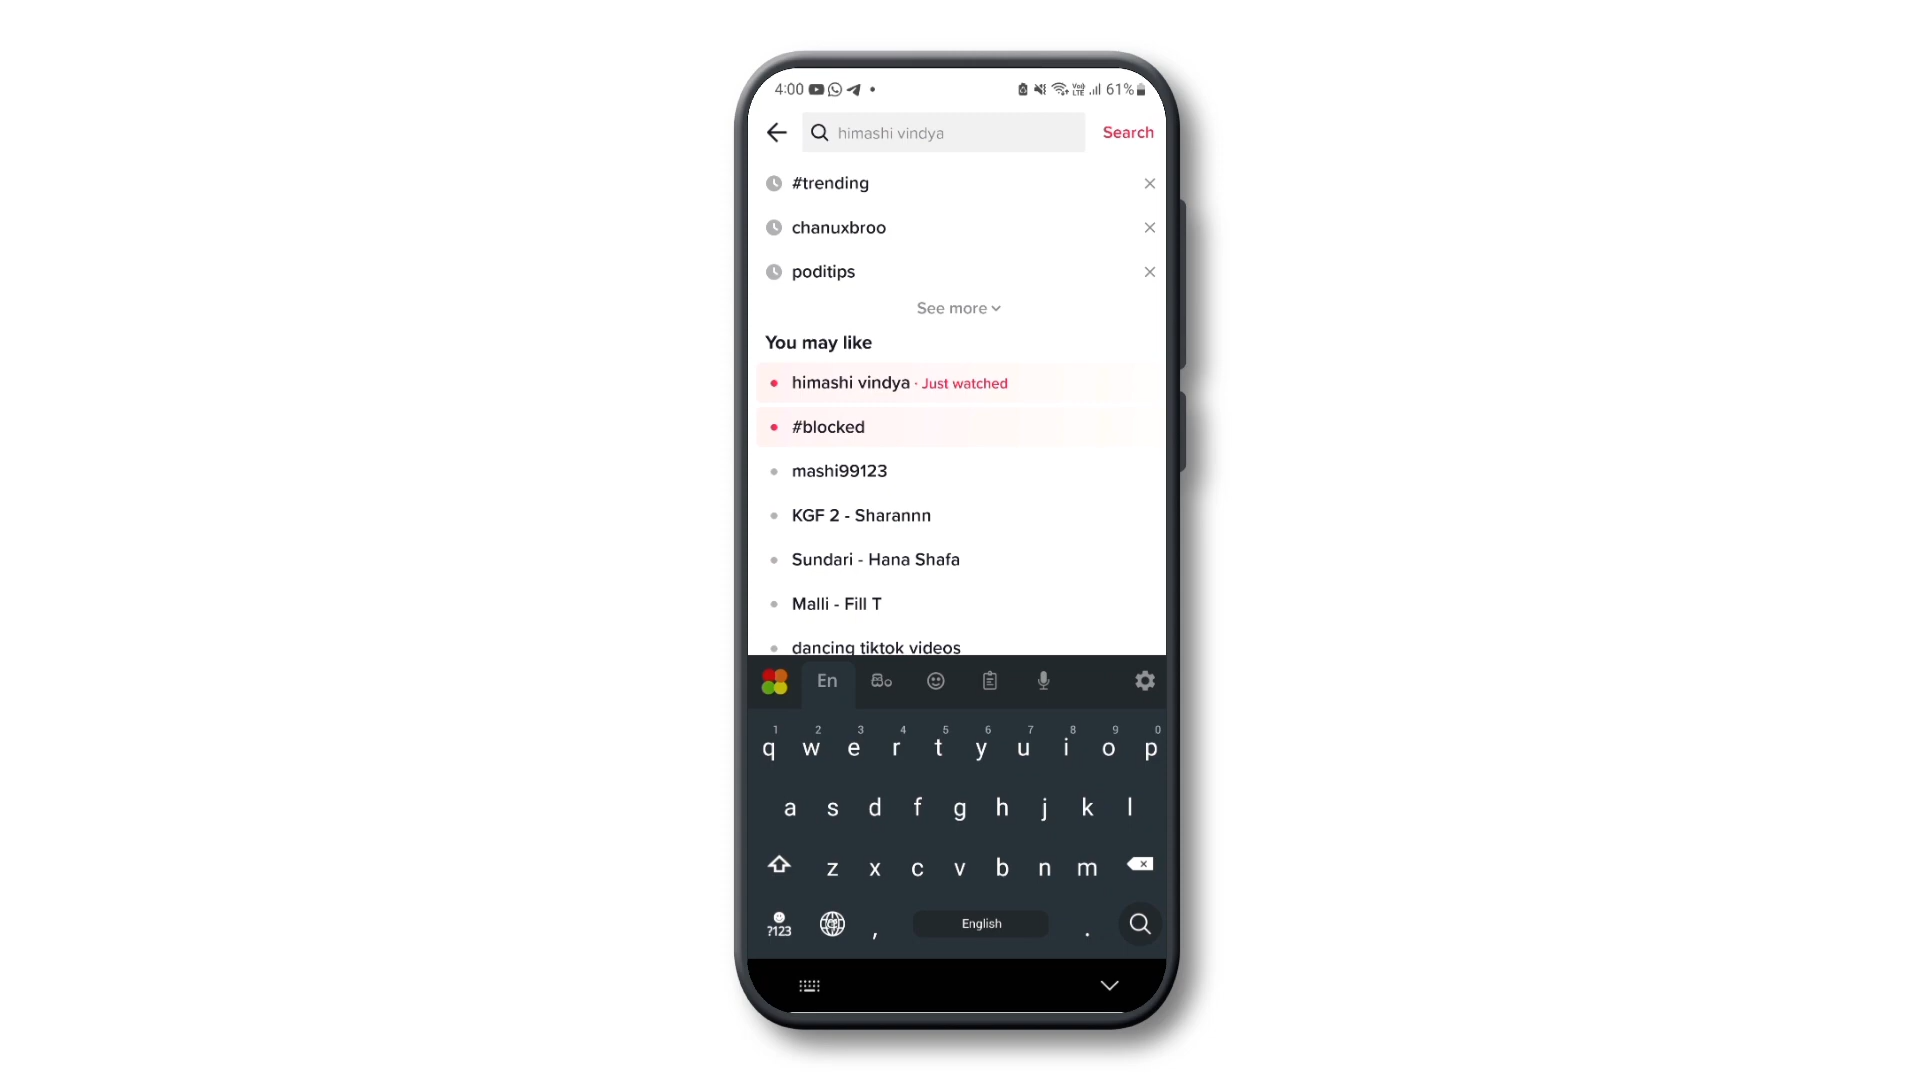 4:00 61%
himashi vindya Search
#trending
chanuxbroo
poditips
See more
You may like
himashi vindya · Just watched
#blocked
mashi99123
KGF 2 - Sharannn
Sundari - Hana Shafa
Malli - Fill T
dancing tiktok videos
En සිං
1 2 3 4 5 6 7 8 9 0
q w e r t y u i o p
a s d f g h j k l
z x c v b n m
?123 , English .